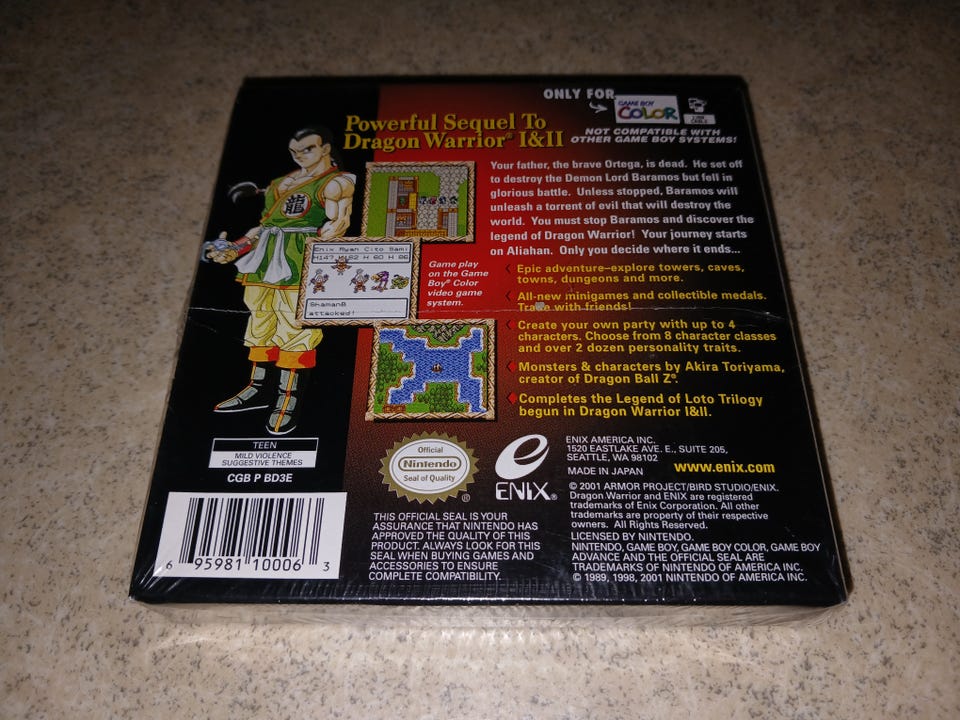 ONLY FOR
GAME BOY
COLOR
Powerful Sequel To
Dragon Warrior® I&II
NOT COMPATIBLE WITH
OTHER GAME BOY SYSTEMS!
Your father, the brave Ortega, is dead. He set off
to destroy the Demon Lord Baramos but fell in
glorious battle. Unless stopped, Baramos will
unleash a torrent of evil that will destroy the
world. You must stop Baramos and discover the
legend of Dragon Warrior! Your journey starts
on Aliahan. Only you decide where it ends...
龍
Enix Ryan Cito Sami
H147 H162 H 60 H 86
ShamanB
attacked!
Game play
on the Game
Boy® Color
video game
system.
Epic adventure–explore towers, caves,
towns, dungeons and more.
All-new minigames and collectible medals.
Trade with friends!
Create your own party with up to 4
characters. Choose from 8 character classes
and over 2 dozen personality traits.
Monsters & characters by Akira Toriyama,
creator of Dragon Ball Z®.
Completes the Legend of Loto Trilogy
begun in Dragon Warrior I&II.
TEEN
MILD VIOLENCE
SUGGESTIVE THEMES
CGB P BD3E
Official
Nintendo
Seal of Quality
®
ENIX®
ENIX AMERICA INC.
1520 EASTLAKE AVE. E., SUITE 205,
SEATTLE, WA 98102
MADE IN JAPAN
www.enix.com
© 2001 ARMOR PROJECT/BIRD STUDIO/ENIX.
Dragon Warrior and ENIX are registered
trademarks of Enix Corporation. All other
trademarks are property of their respective
owners. All Rights Reserved.
LICENSED BY NINTENDO.
NINTENDO, GAME BOY, GAME BOY COLOR, GAME BOY
ADVANCE AND THE OFFICIAL SEAL ARE
TRADEMARKS OF NINTENDO OF AMERICA INC.
© 1989, 1998, 2001 NINTENDO OF AMERICA INC.
THIS OFFICIAL SEAL IS YOUR
ASSURANCE THAT NINTENDO HAS
APPROVED THE QUALITY OF THIS
PRODUCT. ALWAYS LOOK FOR THIS
SEAL WHEN BUYING GAMES AND
ACCESSORIES TO ENSURE
COMPLETE COMPATIBILITY.
6 95981 10006 3